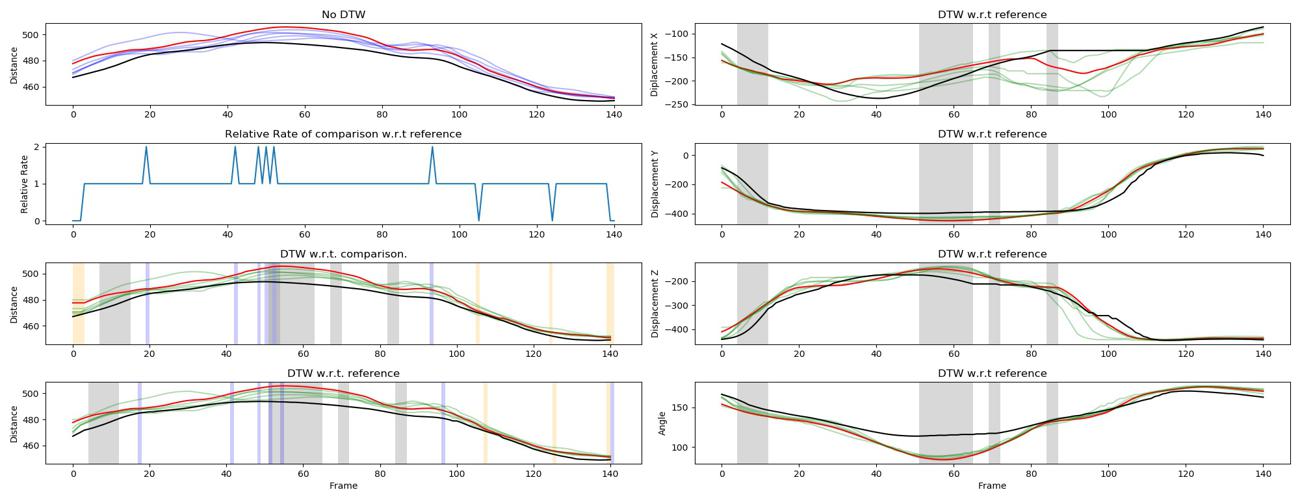 No DTW
Distance
500
480
460
0 20 40 60 80 100 120 140
Relative Rate of comparison w.r.t reference
Relative Rate
2
1
0
0 20 40 60 80 100 120 140
DTW w.r.t. comparison.
Distance
500
480
460
0 20 40 60 80 100 120 140
DTW w.r.t. reference
Distance
500
480
460
0 20 40 60 80 100 120 140
Frame
DTW w.r.t reference
Diplacement X
−100
−150
−200
−250
0 20 40 60 80 100 120 140
DTW w.r.t reference
Displacement Y
0
−200
−400
0 20 40 60 80 100 120 140
DTW w.r.t reference
Displacement Z
−200
−300
−400
0 20 40 60 80 100 120 140
DTW w.r.t reference
Angle
150
100
0 20 40 60 80 100 120 140
Frame